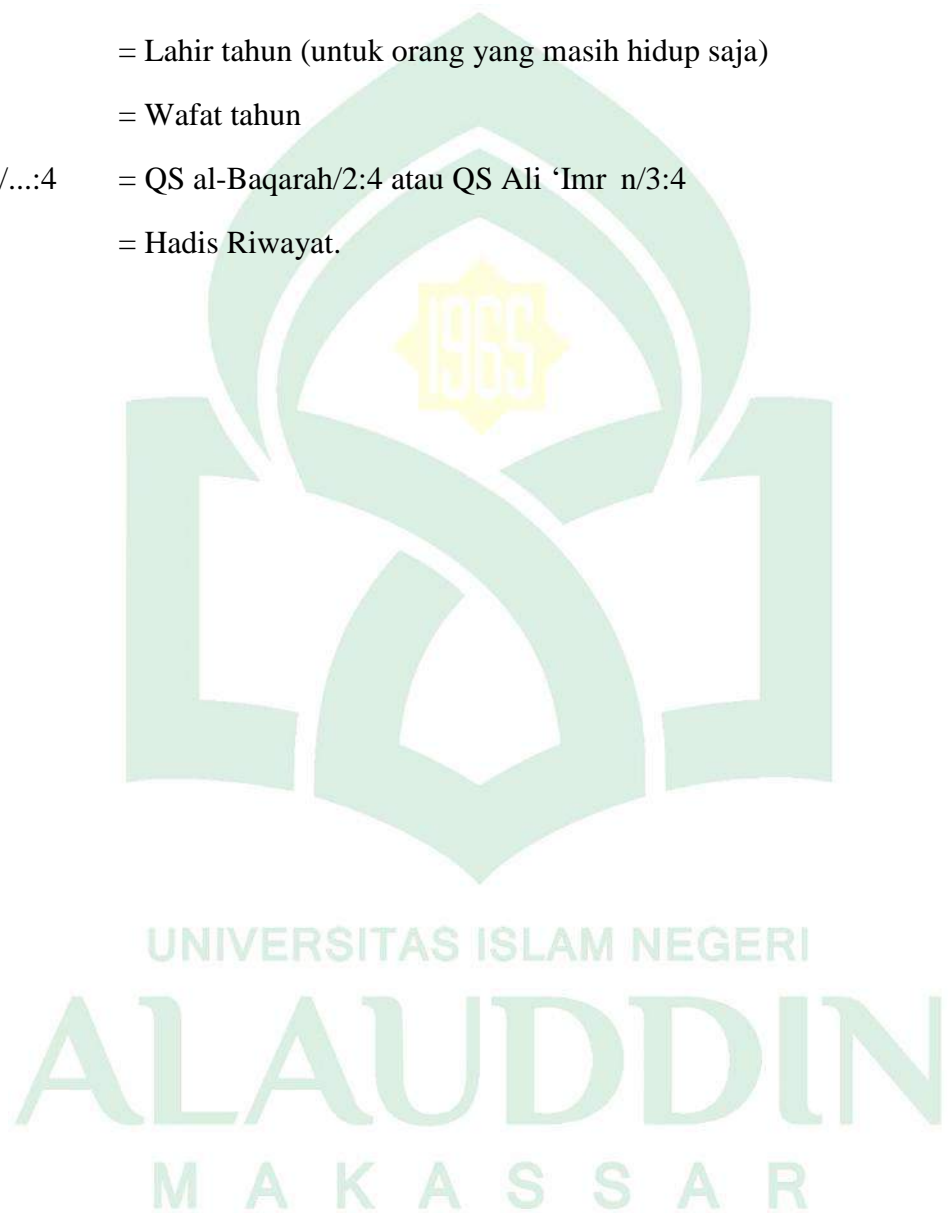 = Lahir tahun (untuk orang yang masih hidup saja)
= Wafat tahun
/...:4 = QS al-Baqarah/2:4 atau QS Ali ‘Imr n/3:4
= Hadis Riwayat.
1965
UNIVERSITAS ISLAM NEGERI
ALAUDDIN
MAKASSAR